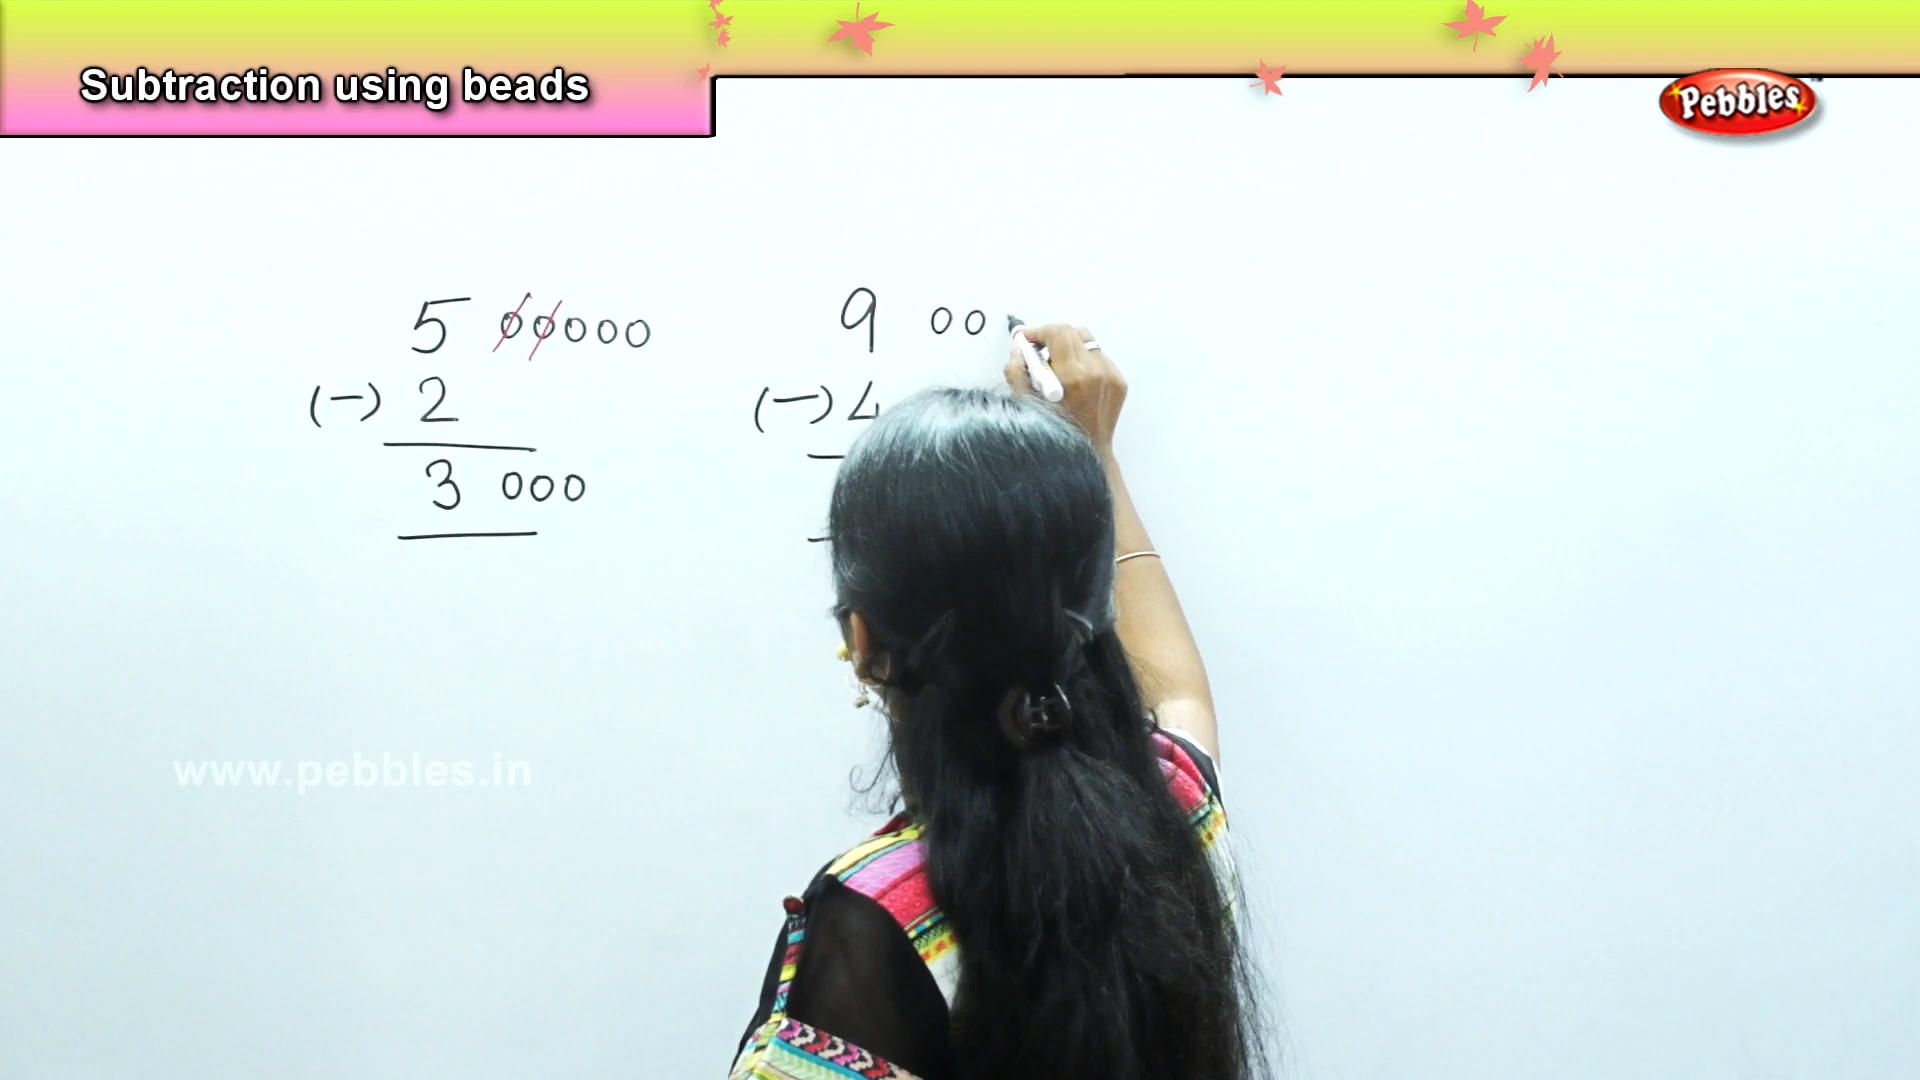 Subtraction using beads
Pebbles
5 00000
(-) 2
3 000
9 00
(-) 4
www.pebbles.in